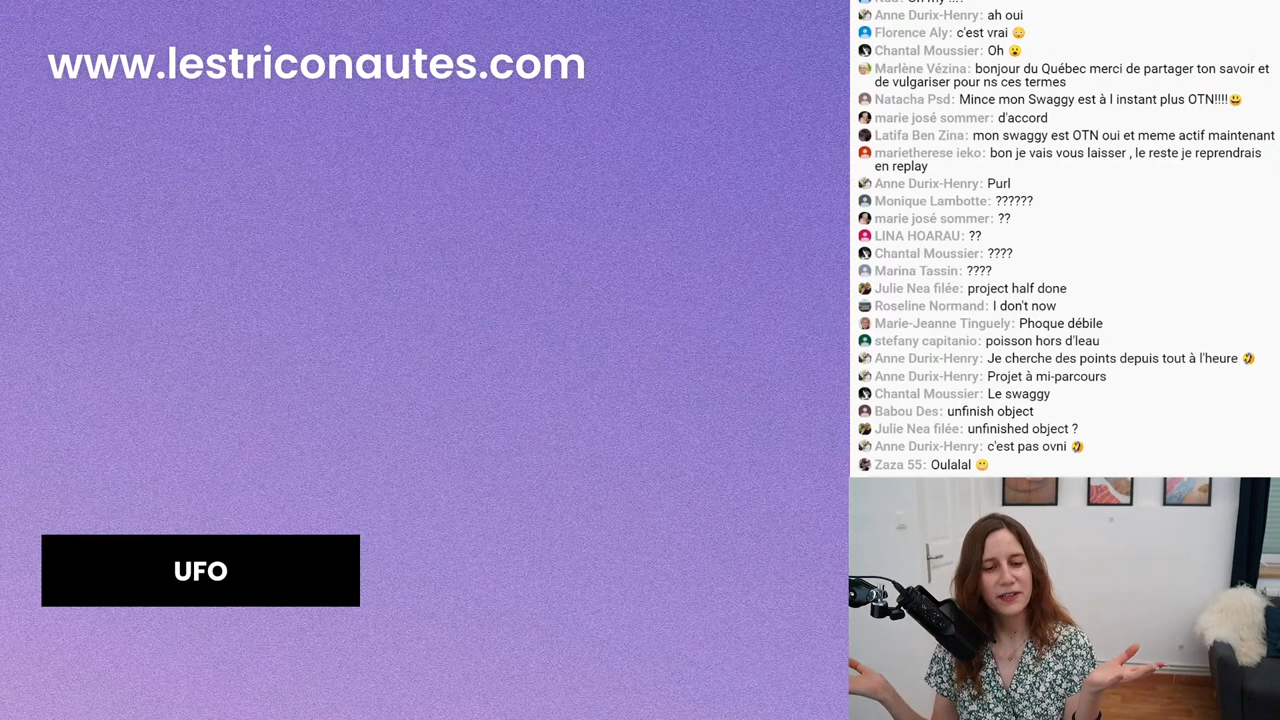 www.lestriconautes.com
UFO
Anne Durix-Henry: ah oui
Florence Aly: c'est vrai 😳
Chantal Moussier: Oh 😮
Marlène Vézina: bonjour du Québec merci de partager ton savoir et
de vulgariser pour ns ces termes
Natacha Psd: Mince mon Swaggy est à l instant plus OTN!!!!😃
marie josé sommer: d'accord
Latifa Ben Zina: mon swaggy est OTN oui et meme actif maintenant
marietherese ieko: bon je vais vous laisser , le reste je reprendrais
en replay
Anne Durix-Henry: Purl
Monique Lambotte: ??????
marie josé sommer: ??
LINA HOARAU: ??
Chantal Moussier: ????
Marina Tassin: ????
Julie Nea filée: project half done
Roseline Normand: I don't now
Marie-Jeanne Tinguely: Phoque débile
stefany capitanio: poisson hors d'leau
Anne Durix-Henry: Je cherche des points depuis tout à l'heure 🤣
Anne Durix-Henry: Projet à mi-parcours
Chantal Moussier: Le swaggy
Babou Des: unfinish object
Julie Nea filée: unfinished object ?
Anne Durix-Henry: c'est pas ovni 🤣
Zaza 55: Oulalal 😬